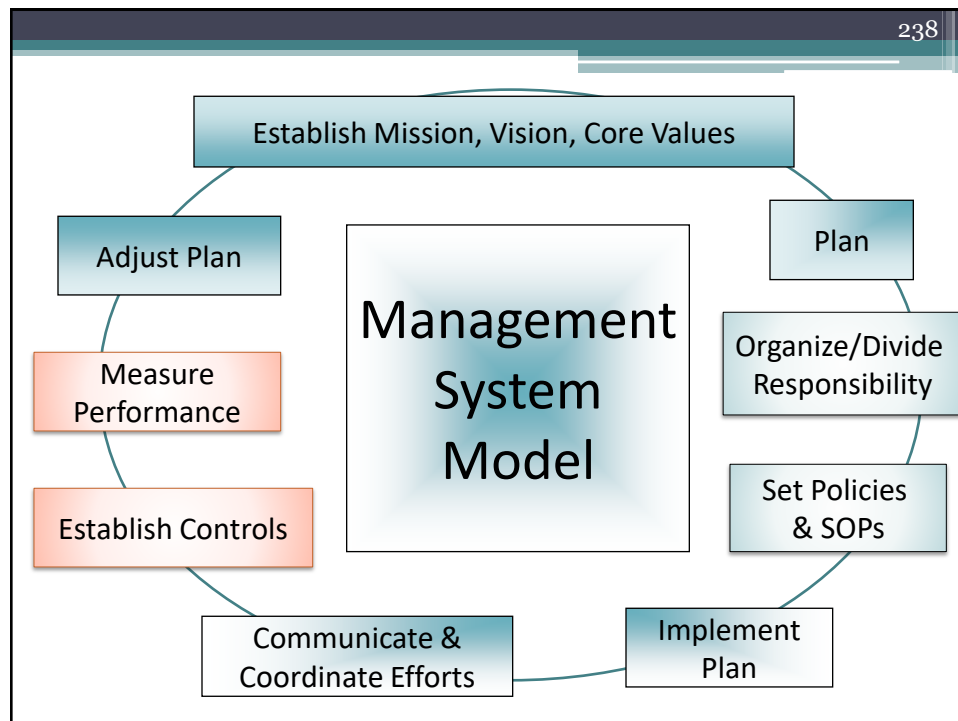 238
Establish Mission, Vision, Core Values
Plan
Organize/Divide
Responsibility
Set Policies
& SOPs
Implement
Plan
Communicate &
Coordinate Efforts
Establish Controls
Measure
Performance
Adjust Plan
Management
System
Model